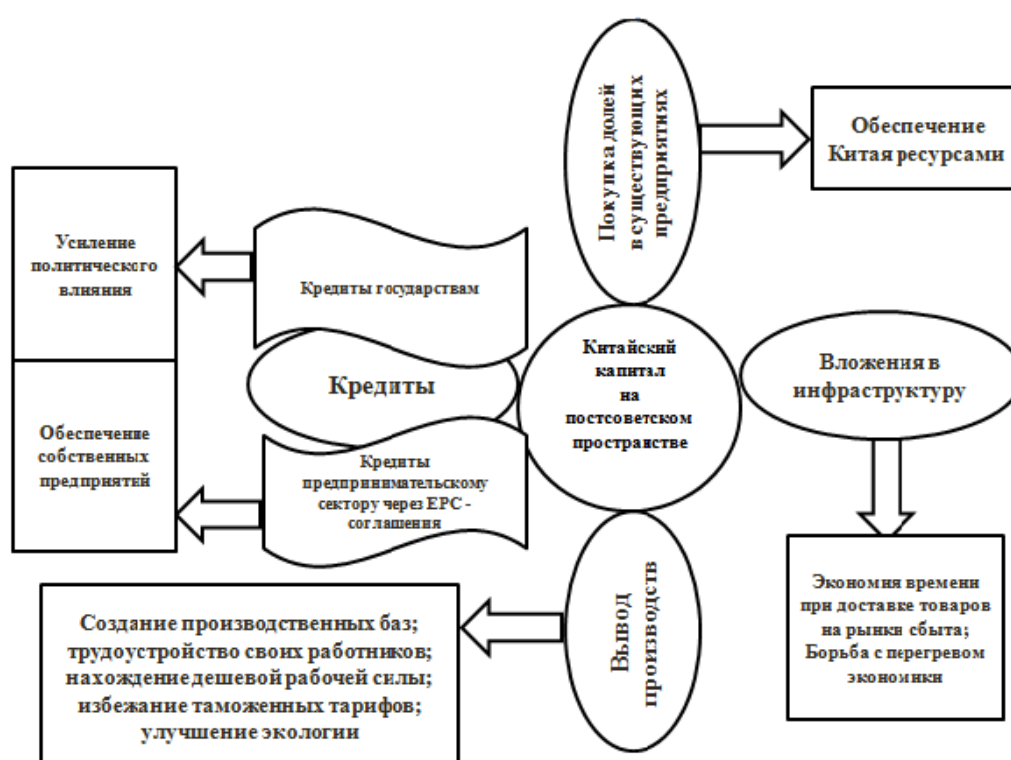 Покупка долей
в существующих
предприятиях
Обеспечение
Китая ресурсами
Усиление
политического
влияния
Кредиты государствам
Кредиты
Китайский
капитал
на
постсоветском
пространстве
Вложения в
инфраструктуру
Обеспечение
собственных
предприятий
Кредиты
предпринимательскому
сектору через EPC -
соглашения
Экономия времени
при доставке товаров
на рынки сбыта;
Борьба с перегревом
экономики
Вывод
производств
Создание производственных баз;
трудоустройство своих работников;
нахождение дешевой рабочей силы;
избежание таможенных тарифов;
улучшение экологии